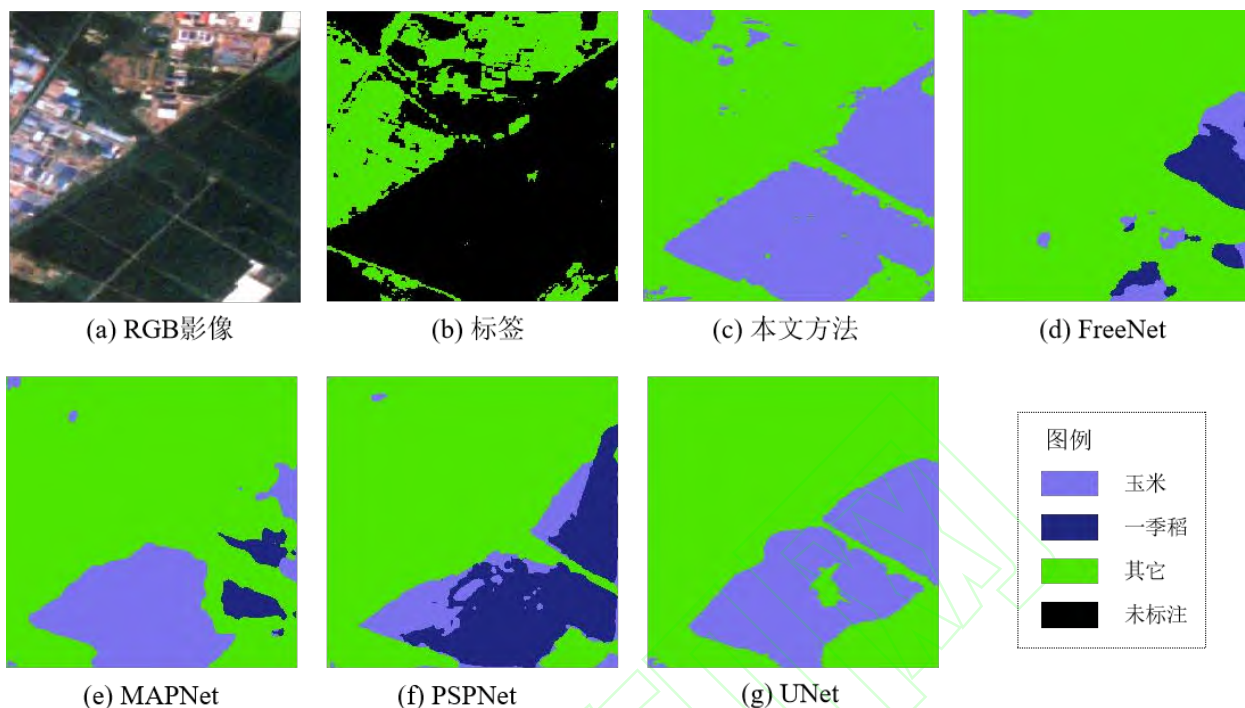 (a) RGB影像
(b) 标签
(c) 本文方法
(d) FreeNet
图例
玉米
一季稻
其它
未标注
(e) MAPNet
(f) PSPNet
(g) UNet